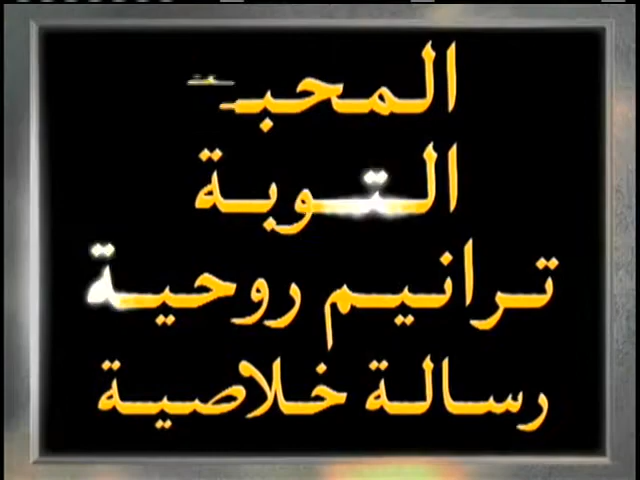 المحبة
التوبة
ترانيم روحية
رسالة خلاصية